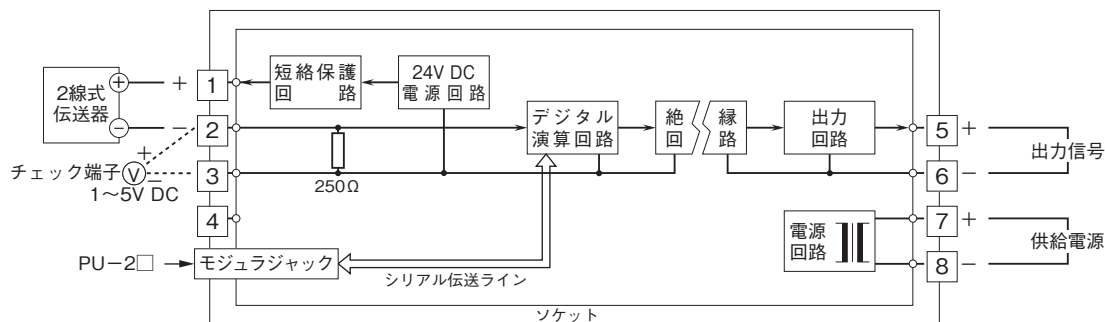 2線式
伝送器
+
−
+
−
1
2
3
4
短絡保護
回 路
24V DC
電源回路
デジタル
演算回路
絶 縁
回 路
出力
回路
5
+
6
−
出力信号
+
チェック端子
V
−
1～5V DC
250Ω
7
+
8
−
供給電源
電源
回路
PU−2□
モジュラジャック
シリアル伝送ライン
ソケット